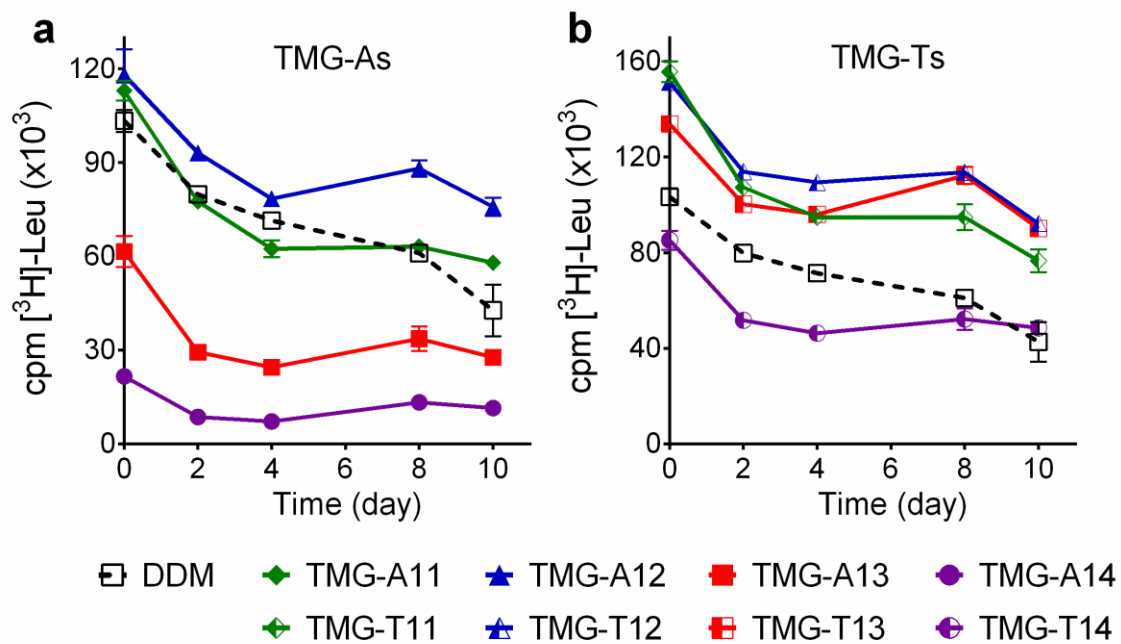 a
TMG-As
cpm [³H]-Leu (x10³)
120
90
60
30
0
0 2 4 6 8 10
Time (day)
b
TMG-Ts
cpm [³H]-Leu (x10³)
160
120
80
40
0
0 2 4 6 8 10
Time (day)
DDM TMG-A11 TMG-A12 TMG-A13 TMG-A14
TMG-T11 TMG-T12 TMG-T13 TMG-T14